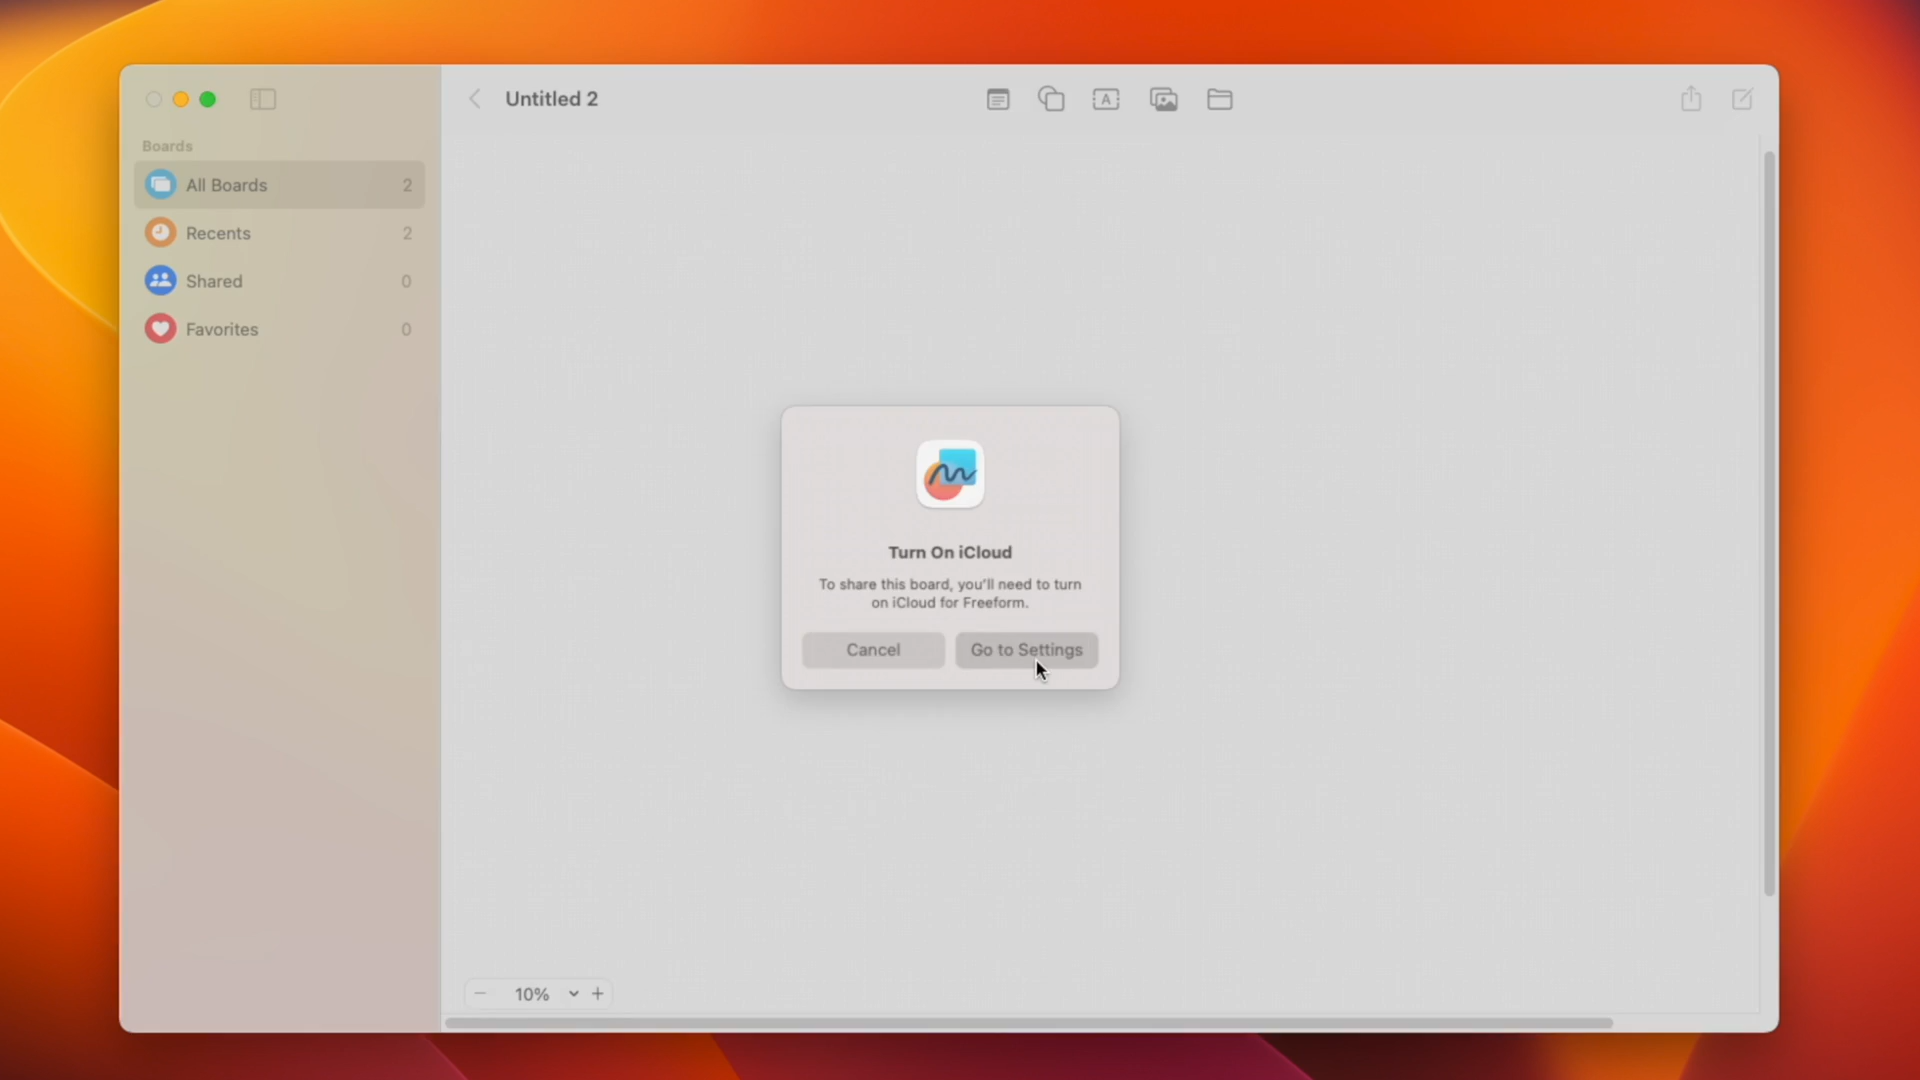 Untitled 2
A
Boards
All Boards 2
Recents 2
Shared 0
Favorites 0
Turn On iCloud
To share this board, you'll need to turn
on iCloud for Freeform.
Cancel Go to Settings
− 10% +